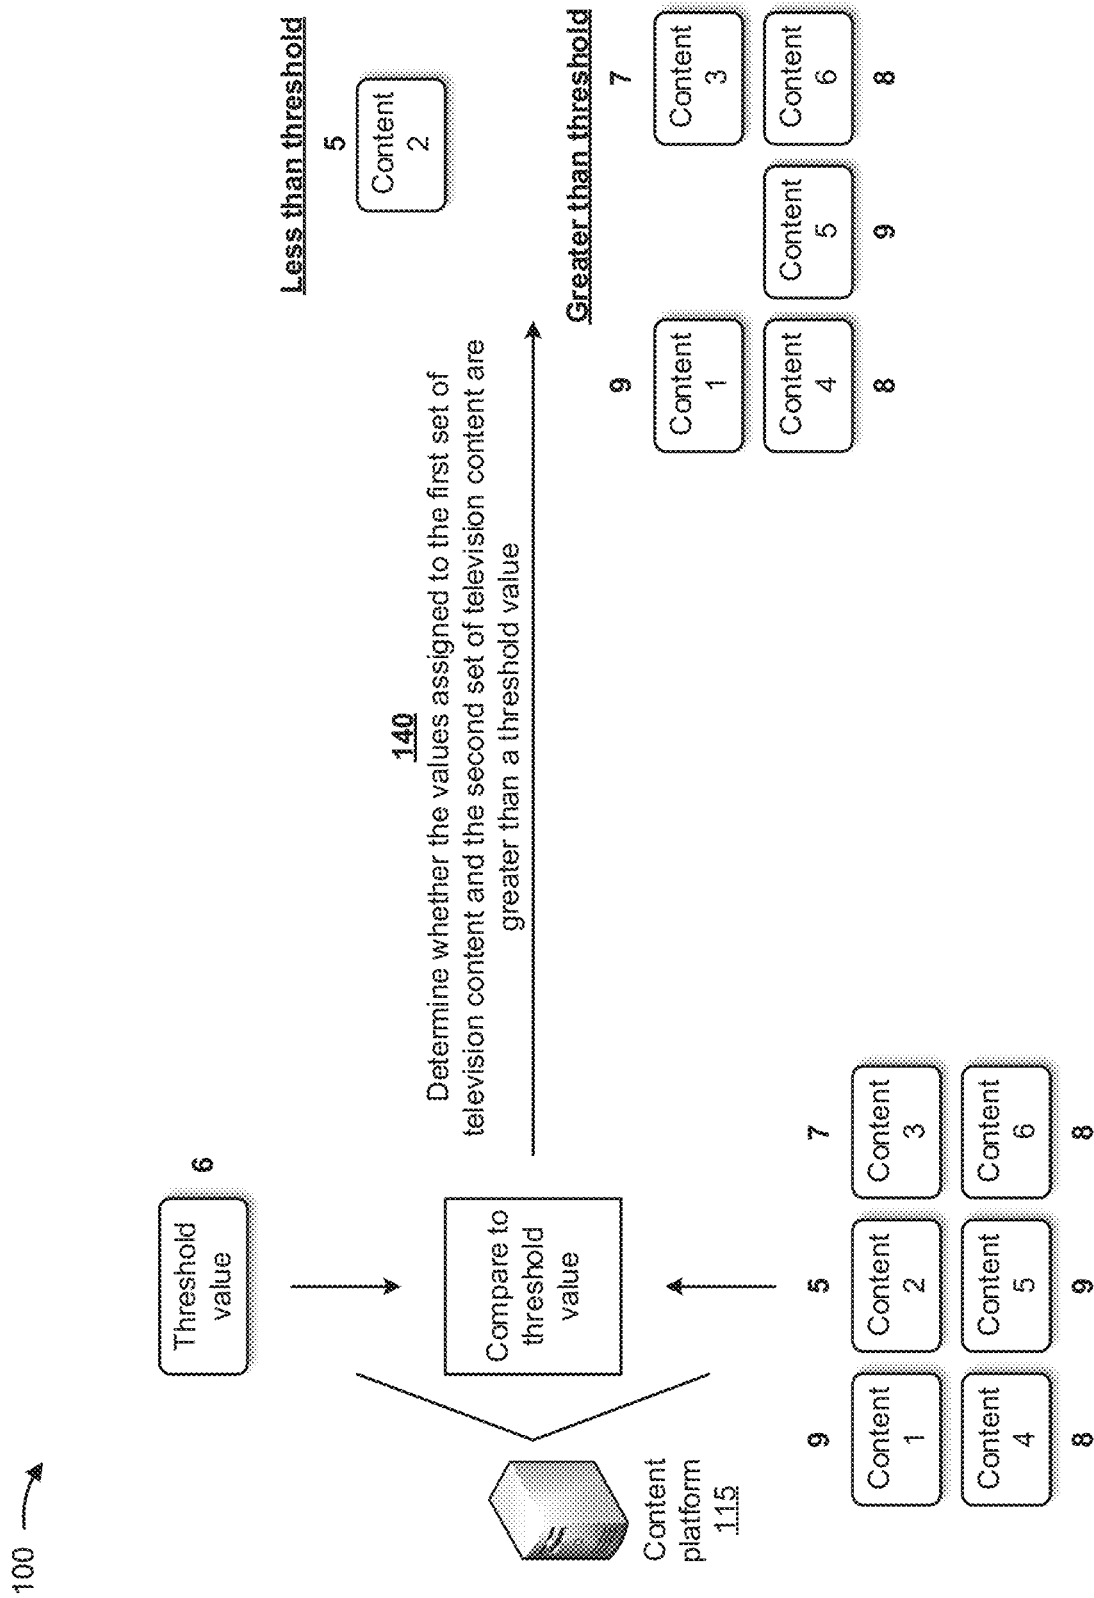 100
Threshold
value
6
Content
platform
115
Compare to
threshold
value
9
5
7
Content
1
Content
2
Content
3
Content
4
Content
5
Content
6
8
9
8
140
Determine whether the values assigned to the first set of
television content and the second set of television content are
greater than a threshold value
Less than threshold
5
Content
2
Greater than threshold
9
7
Content
1
Content
3
Content
4
Content
5
Content
6
8
9
8